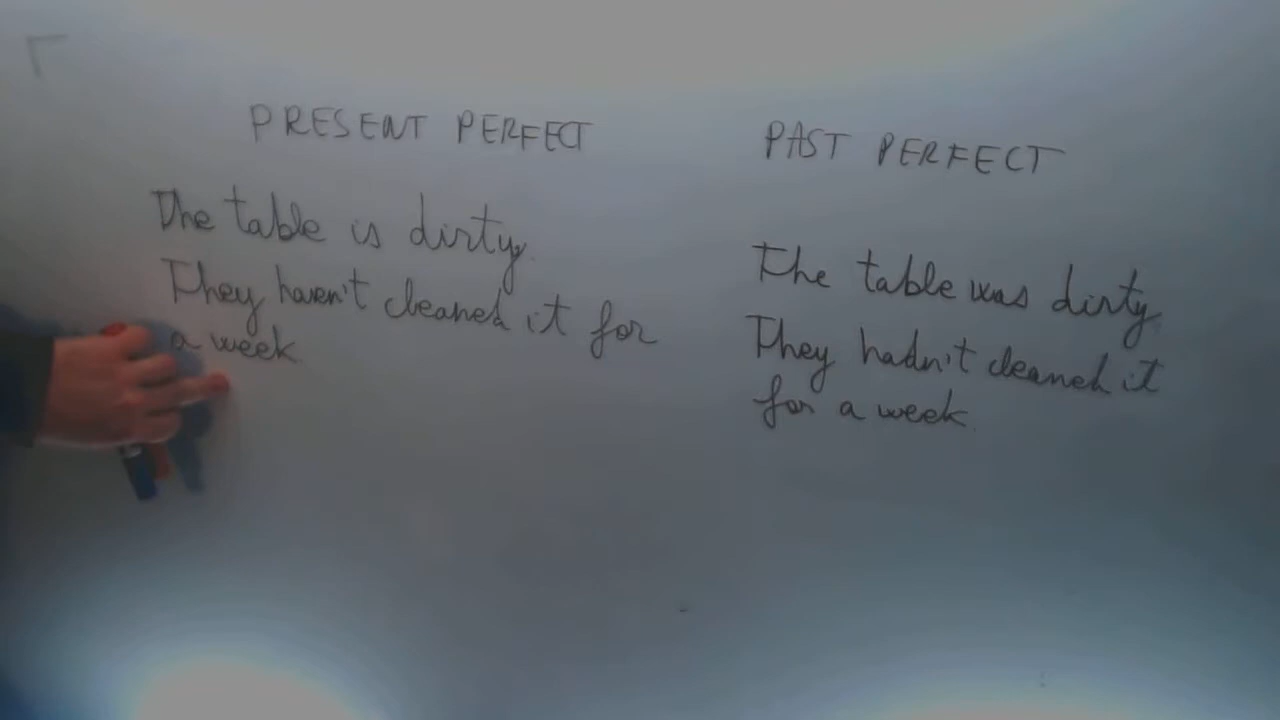 PRESENT PERFECT
The table is dirty.
They haven't cleaned it for
a week
PAST PERFECT
The table was dirty.
They hadn't cleaned it
for a week.